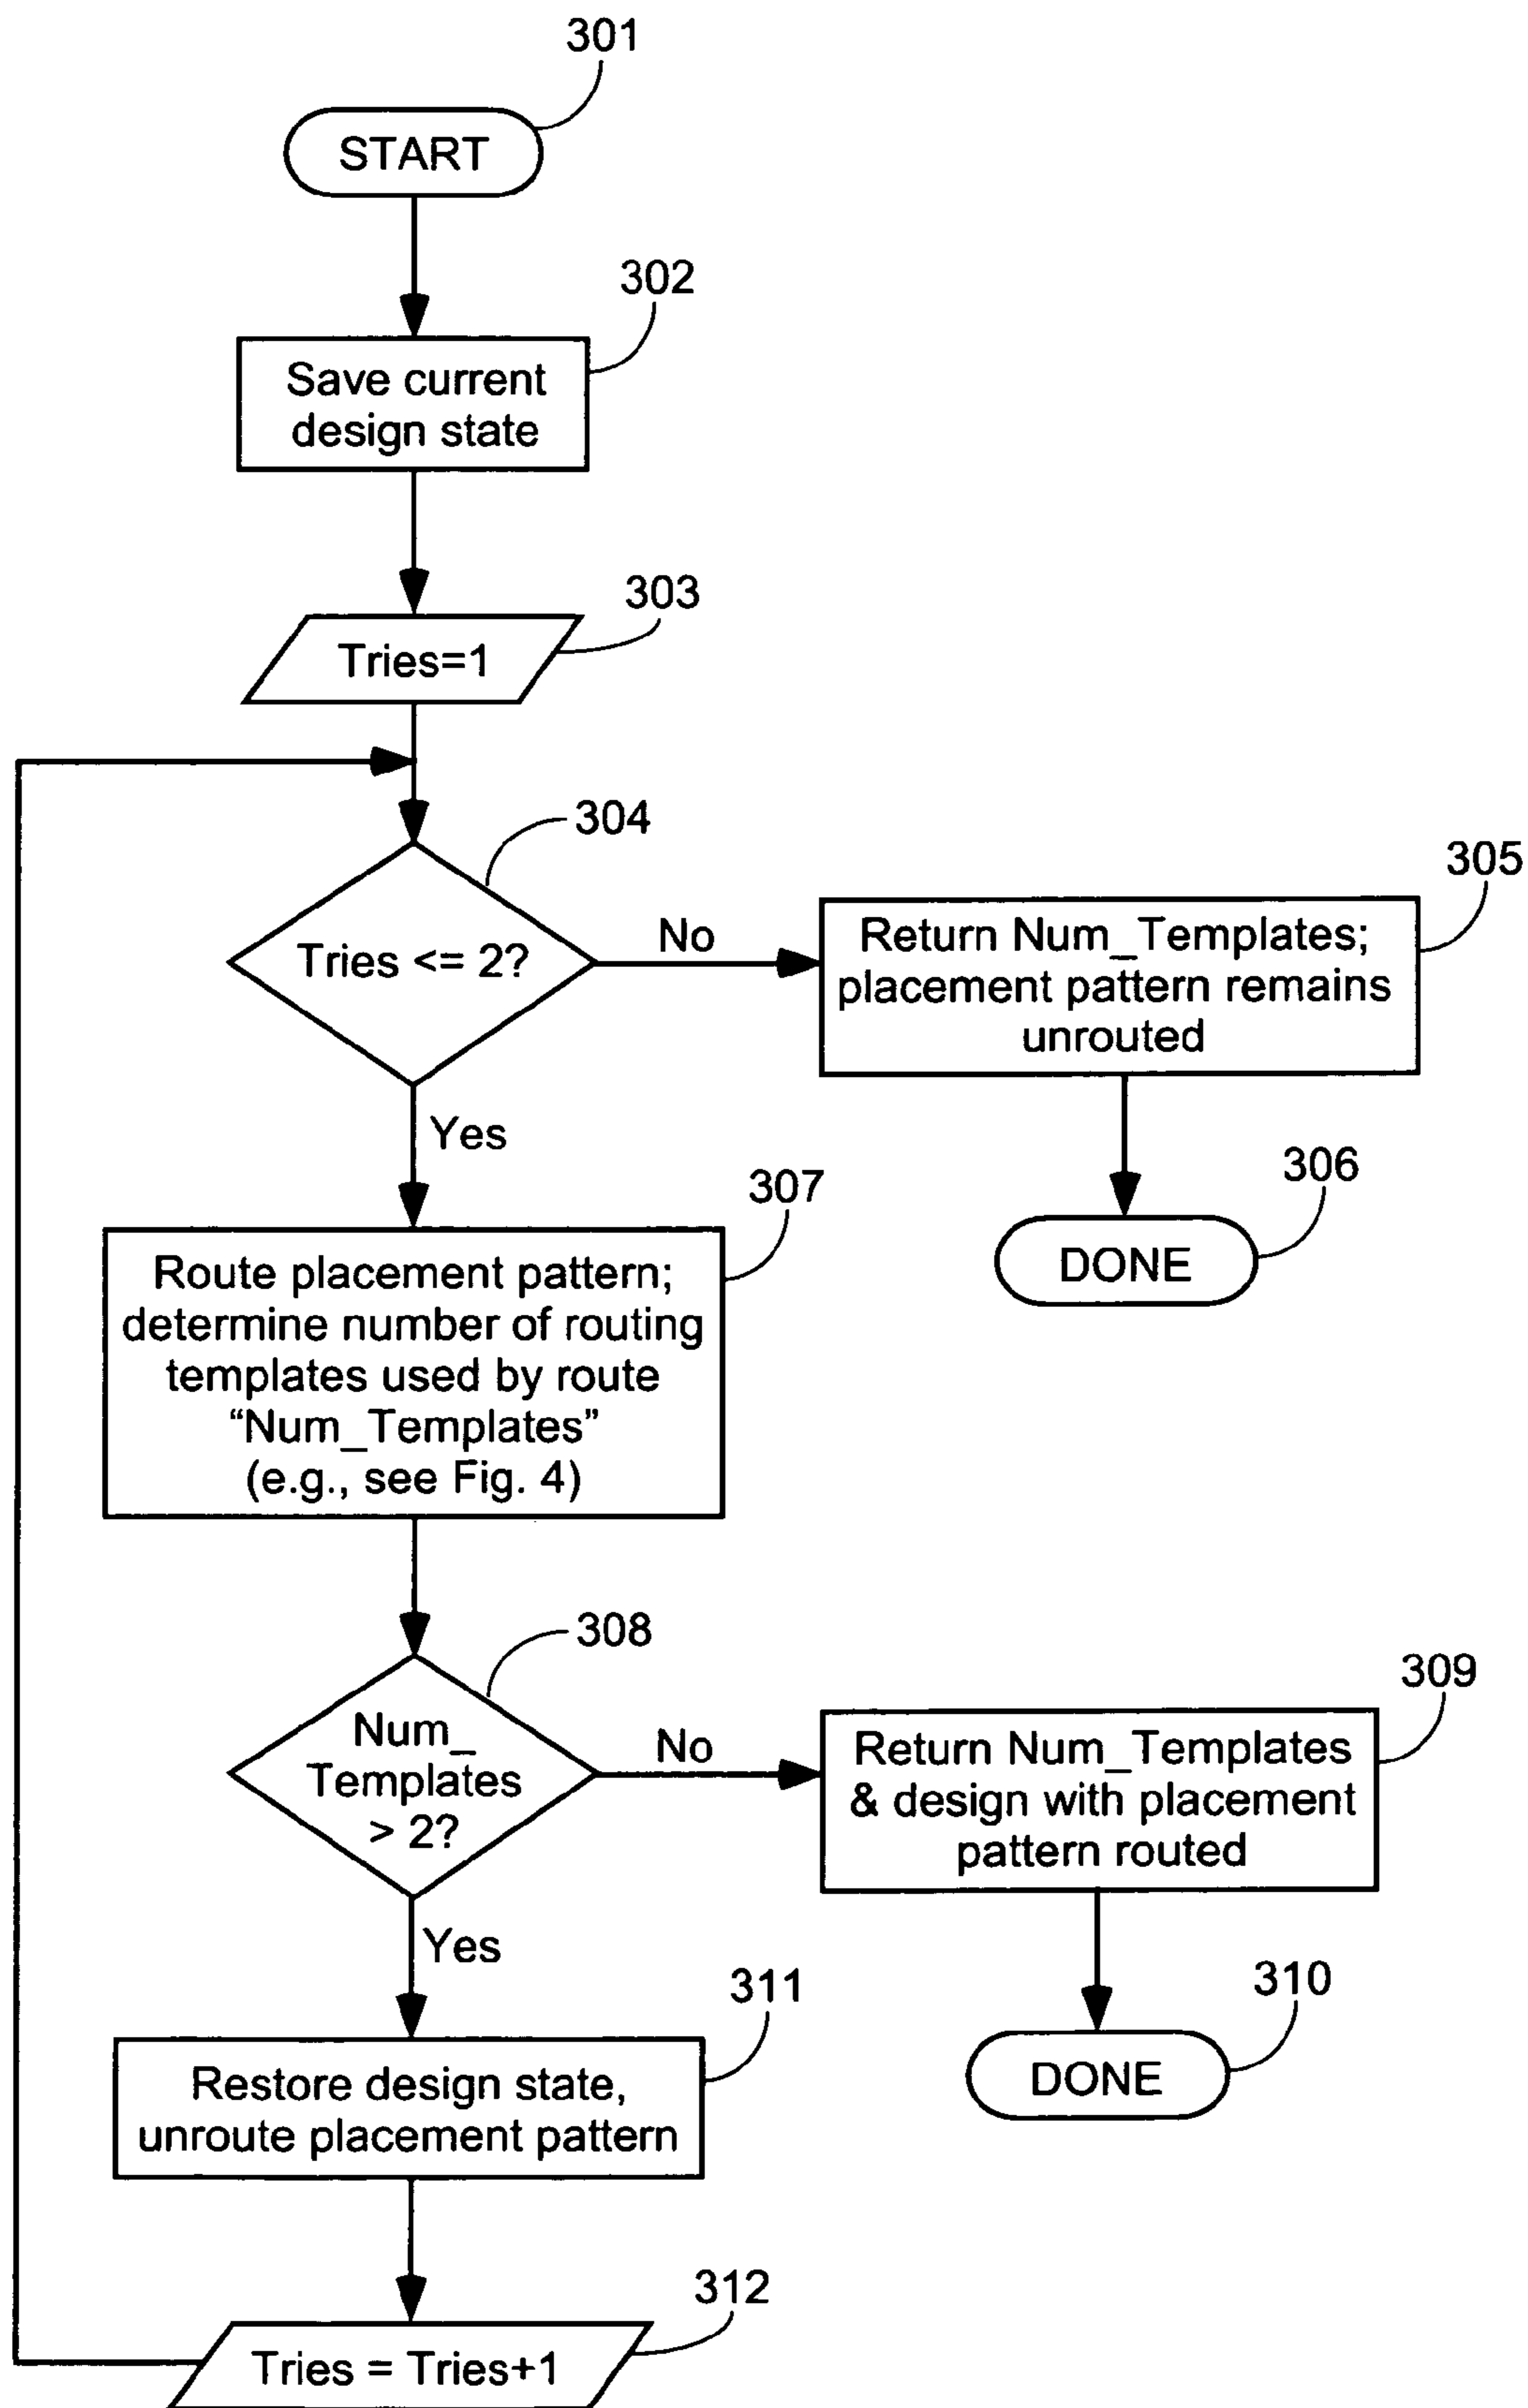 301
START
302
Save current
design state
303
Tries=1
304
Tries <= 2?
No
305
Return Num_Templates;
placement pattern remains
unrouted
306
DONE
Yes
307
Route placement pattern;
determine number of routing
templates used by route
“Num_Templates”
(e.g., see Fig. 4)
308
Num_
Templates
> 2?
No
309
Return Num_Templates
& design with placement
pattern routed
310
DONE
Yes
311
Restore design state,
unroute placement pattern
312
Tries = Tries+1